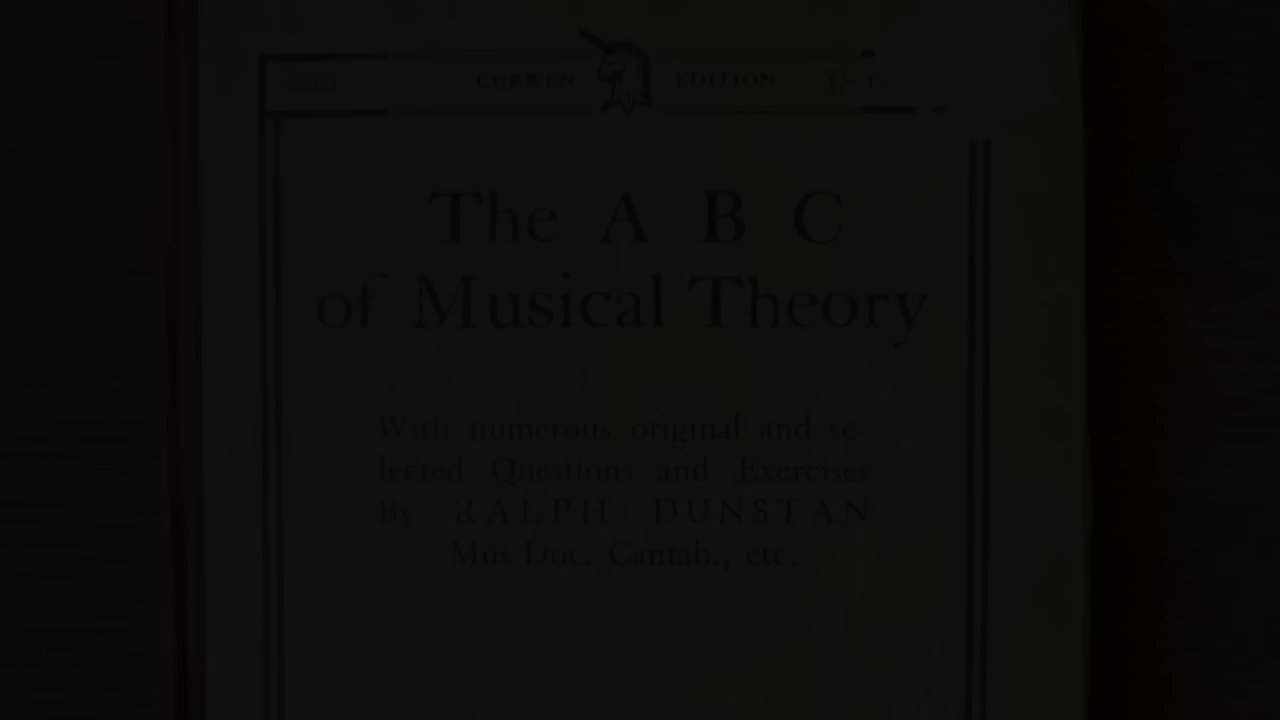 CURWEN EDITION
The A B C
of Musical Theory
With numerous original and se-
lected Questions and Exercises
By RALPH DUNSTAN
Mus.Doc. Cantab., etc.